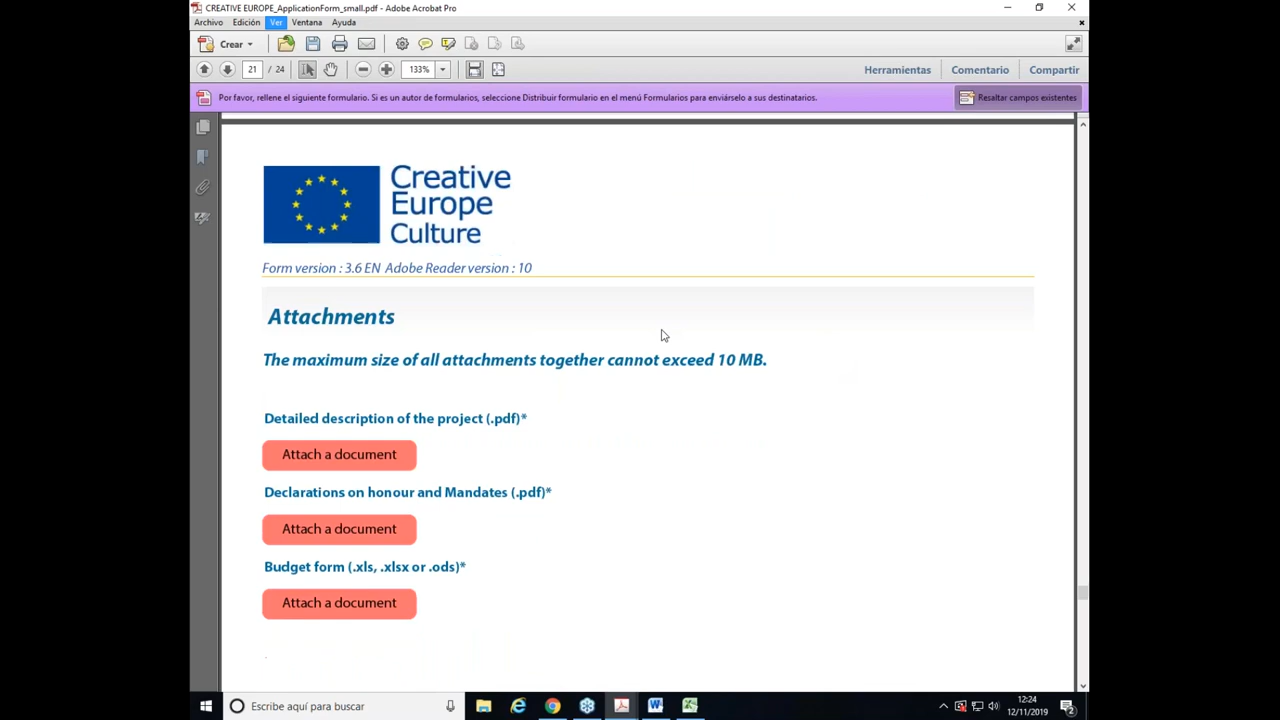 CREATIVE EUROPE_ApplicationForm_small.pdf - Adobe Acrobat Pro
Archivo Edición Ver Ventana Ayuda
Crear
21 / 24 133% Herramientas Comentario Compartir
Por favor, rellene el siguiente formulario. Si es un autor de formularios, seleccione Distribuir formulario en el menú Formularios para enviárselo a sus destinatarios. Resaltar campos existentes
Creative
Europe
Culture
Form version : 3.6 EN Adobe Reader version : 10
Attachments
The maximum size of all attachments together cannot exceed 10 MB.
Detailed description of the project (.pdf)*
Attach a document
Declarations on honour and Mandates (.pdf)*
Attach a document
Budget form (.xls, .xlsx or .ods)*
Attach a document
Escribe aquí para buscar
12:24
12/11/2019
2